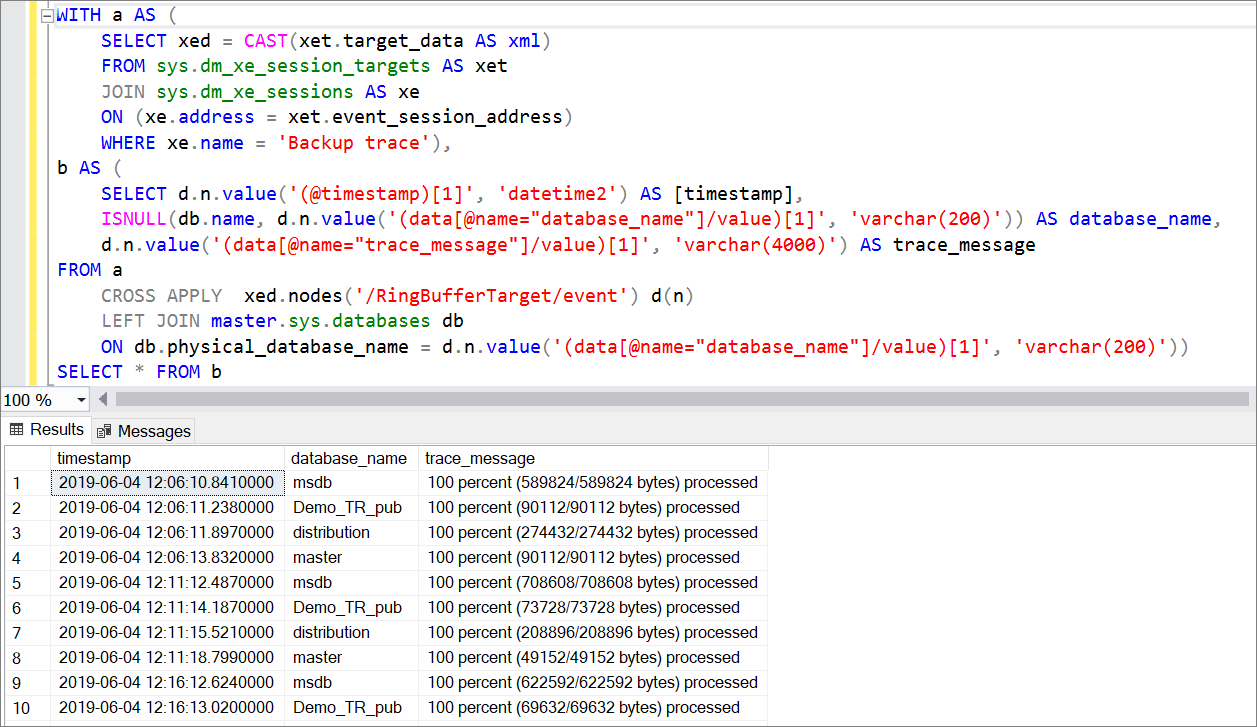 WITH a AS (
SELECT xed = CAST(xet.target_data AS xml)
FROM sys.dm_xe_session_targets AS xet
JOIN sys.dm_xe_sessions AS xe
ON (xe.address = xet.event_session_address)
WHERE xe.name = 'Backup trace'),
b AS (
SELECT d.n.value('(@timestamp)[1]', 'datetime2') AS [timestamp],
ISNULL(db.name, d.n.value('(data[@name="database_name"]/value)[1]', 'varchar(200)')) AS database_name,
d.n.value('(data[@name="trace_message"]/value)[1]', 'varchar(4000)') AS trace_message
FROM a
CROSS APPLY  xed.nodes('/RingBufferTarget/event') d(n)
LEFT JOIN master.sys.databases db
ON db.physical_database_name = d.n.value('(data[@name="database_name"]/value)[1]', 'varchar(200)'))
SELECT * FROM b
100 %
Results Messages
timestamp database_name trace_message
1 2019-06-04 12:06:10.8410000 msdb 100 percent (589824/589824 bytes) processed
2 2019-06-04 12:06:11.2380000 Demo_TR_pub 100 percent (90112/90112 bytes) processed
3 2019-06-04 12:06:11.8970000 distribution 100 percent (274432/274432 bytes) processed
4 2019-06-04 12:06:13.8320000 master 100 percent (90112/90112 bytes) processed
5 2019-06-04 12:11:12.4870000 msdb 100 percent (708608/708608 bytes) processed
6 2019-06-04 12:11:14.1870000 Demo_TR_pub 100 percent (73728/73728 bytes) processed
7 2019-06-04 12:11:15.5210000 distribution 100 percent (208896/208896 bytes) processed
8 2019-06-04 12:11:18.7990000 master 100 percent (49152/49152 bytes) processed
9 2019-06-04 12:16:12.6240000 msdb 100 percent (622592/622592 bytes) processed
10 2019-06-04 12:16:13.0200000 Demo_TR_pub 100 percent (69632/69632 bytes) processed